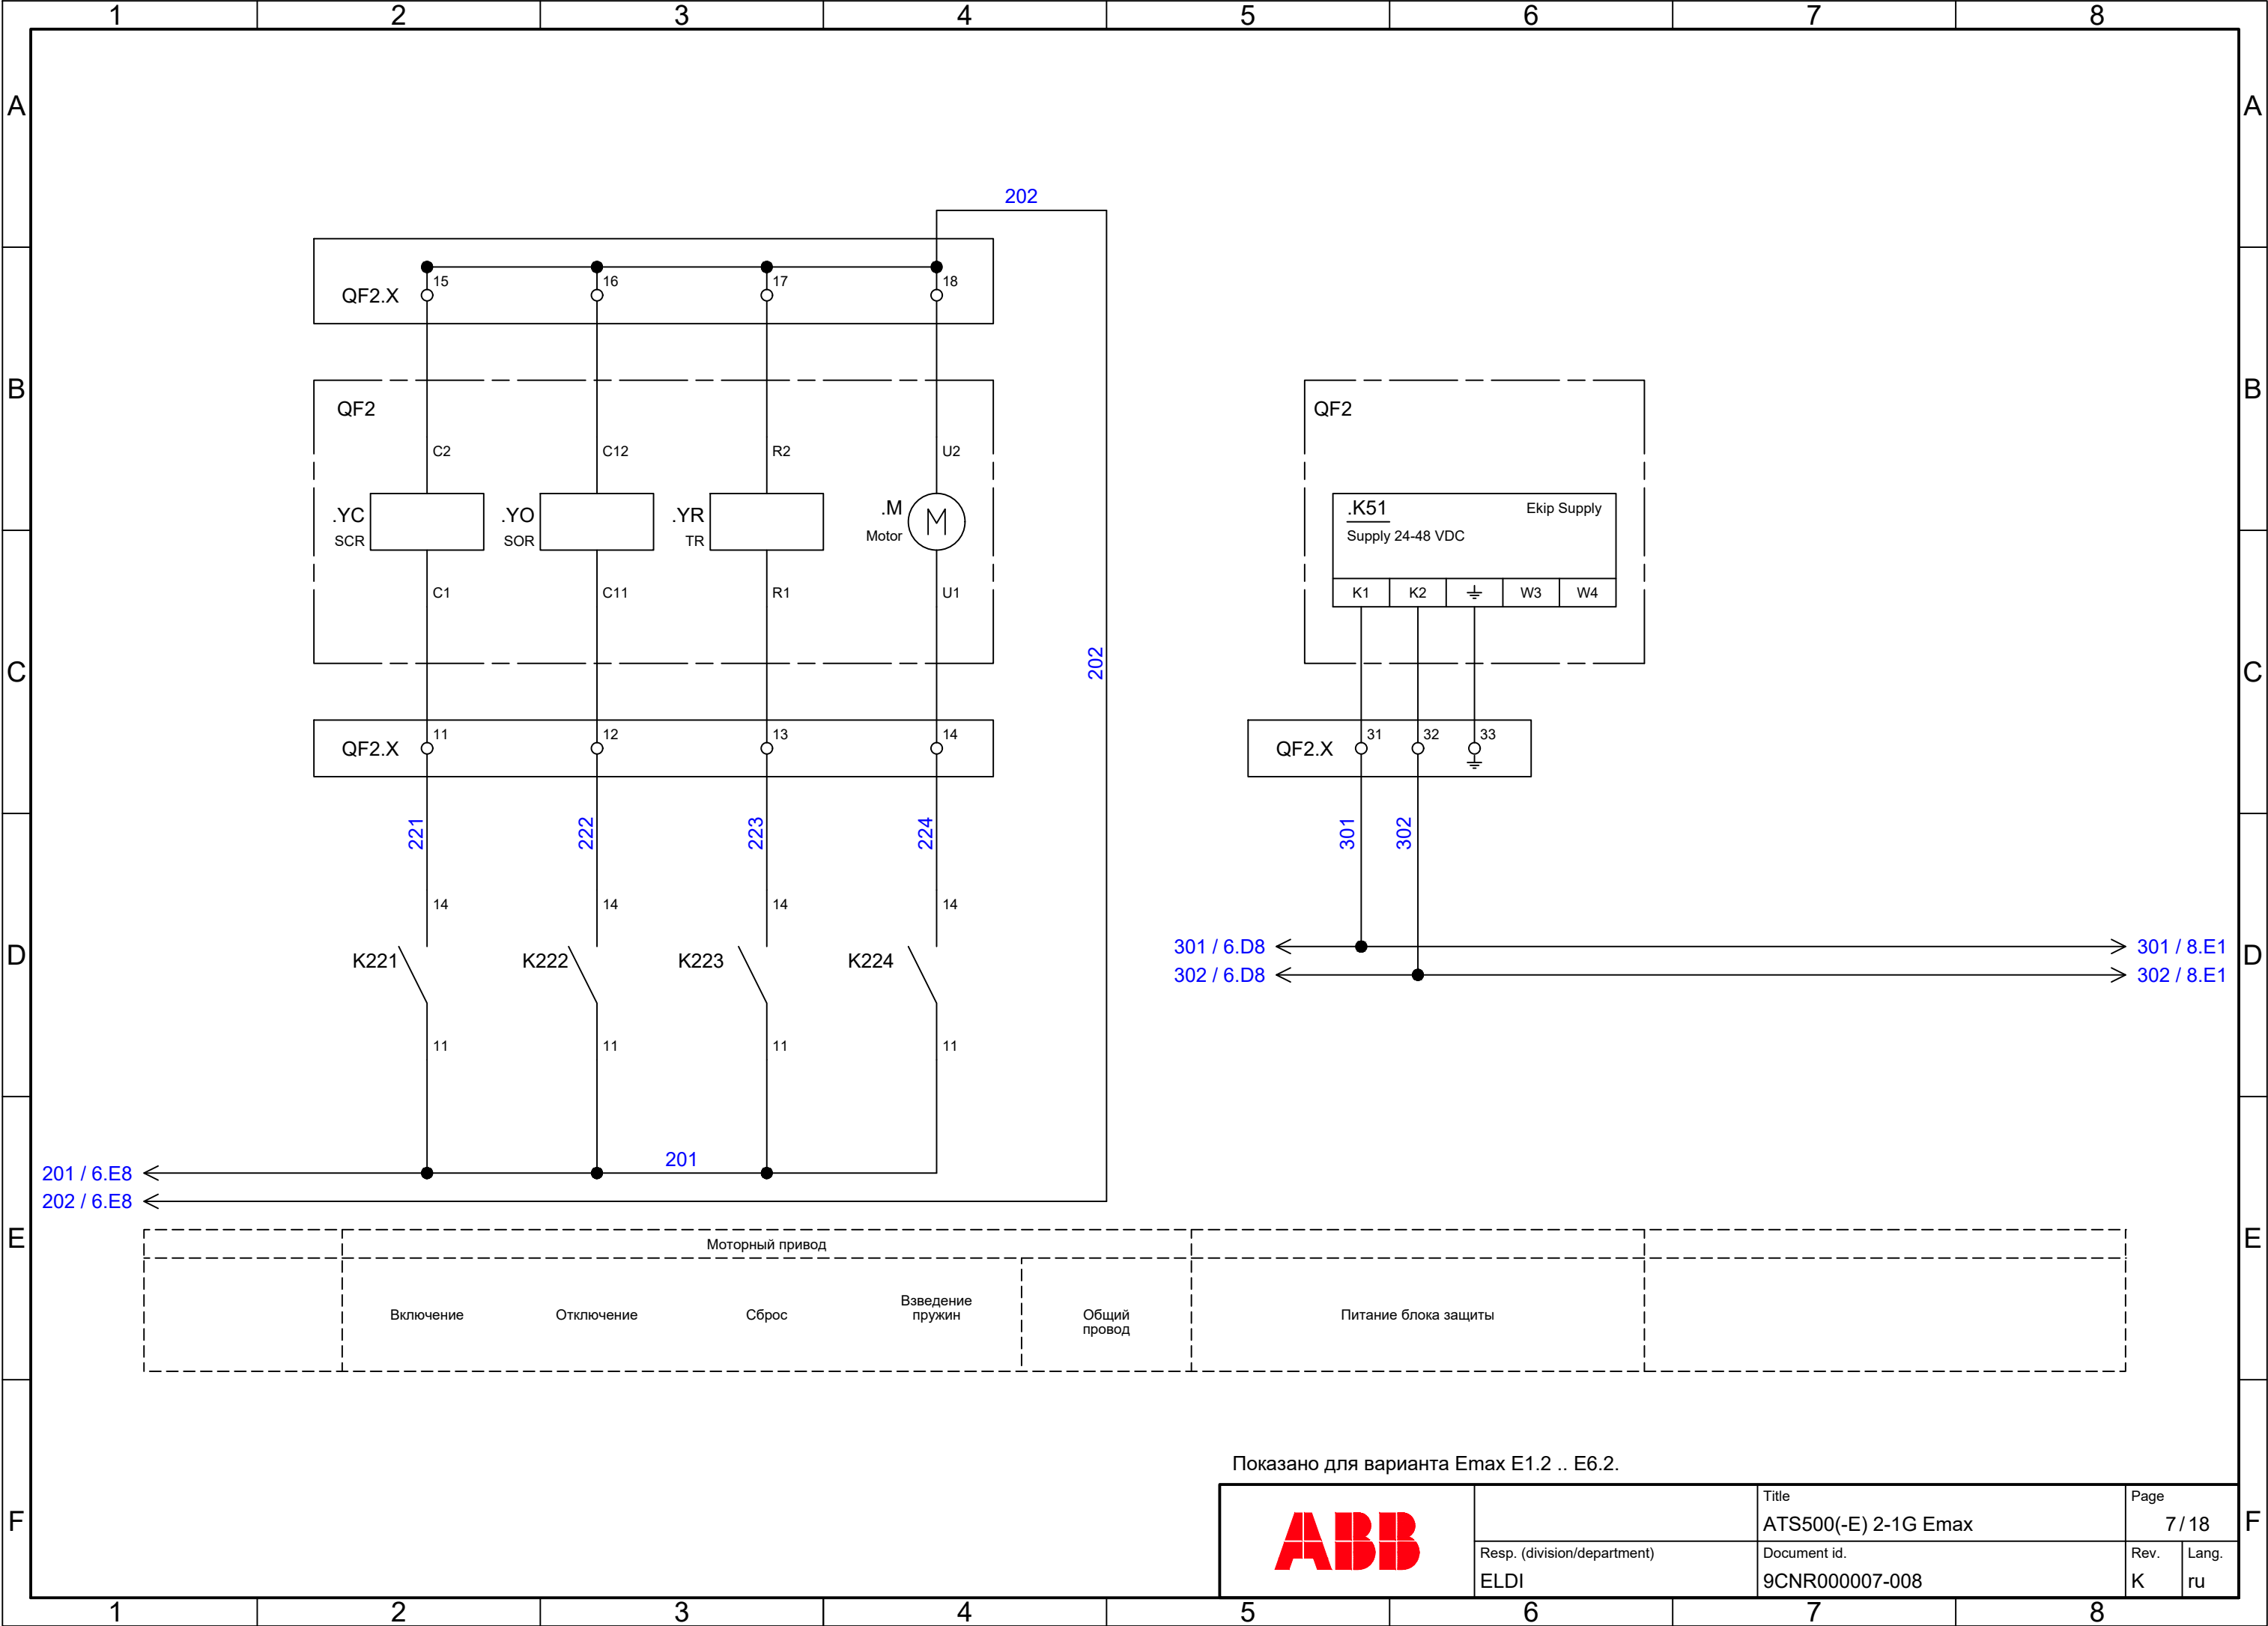 1 2 3 4 5 6 7 8
A A
202
15 16 17 18
QF2.X
B B
QF2 QF2
C2 C12 R2 U2
.YC .YO .YR .M M
SCR SOR TR Motor
.K51 Ekip Supply
Supply 24-48 VDC
K1 K2 W3 W4
C1 C11 R1 U1
202
C C
11 12 13 14 31 32 33
QF2.X QF2.X
221 222 223 224 301 302
14 14 14 14
301 / 6.D8 301 / 8.E1
D D
K221 K222 K223 K224
302 / 6.D8 302 / 8.E1
11 11 11 11
201
201 / 6.E8
202 / 6.E8
E E
Моторный привод
Включение Отключение Сброс Взведение
пружин
Общий
провод
Питание блока защиты
Показано для варианта Emax E1.2 .. E6.2.
F F
ABB
Title
ATS500(-E) 2-1G Emax
Page
7 / 18
Resp. (division/department)
ELDI
Document id.
9CNR000007-008
Rev.
K
Lang.
ru
1 2 3 4 5 6 7 8